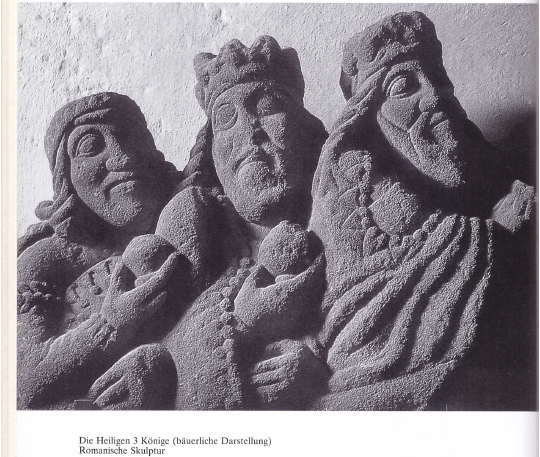 Die Heiligen 3 Könige (bäuerliche Darstellung)
Romanische Skulptur